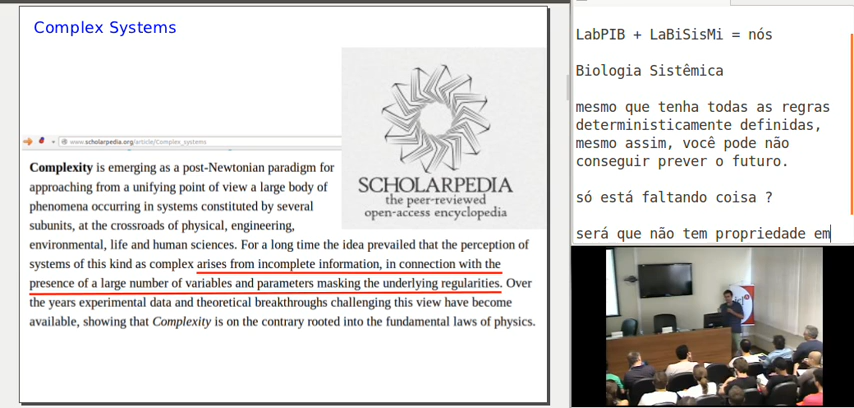 Complex Systems
www.scholarpedia.org/article/Complex_systems
SCHOLARPEDIA
the peer-reviewed
open-access encyclopedia
Complexity is emerging as a post-Newtonian paradigm for
approaching from a unifying point of view a large body of
phenomena occurring in systems constituted by several
subunits, at the crossroads of physical, engineering,
environmental, life and human sciences. For a long time the idea prevailed that the perception of
systems of this kind as complex arises from incomplete information, in connection with the
presence of a large number of variables and parameters masking the underlying regularities. Over
the years experimental data and theoretical breakthroughs challenging this view have become
available, showing that Complexity is on the contrary rooted into the fundamental laws of physics.
LabPIB + LaBiSisMi = nós
Biologia Sistêmica
mesmo que tenha todas as regras
deterministicamente definidas,
mesmo assim, você pode não
conseguir prever o futuro.
só está faltando coisa ?
será que não tem propriedade em